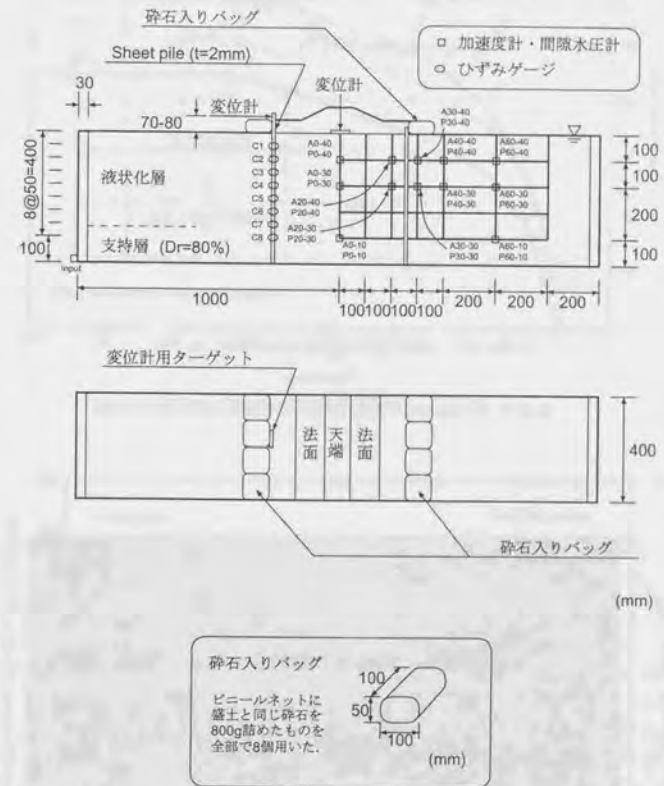 砕石入りバッグ
Sheet pile (t=2mm)
変位計
□ 加速度計・間隙水圧計
○ ひずみゲージ
30
変位計
70-80
A30-40
P30-40
C1
C2
C3
C4
C5
C6
C7
C8
A0-40
P0-40
A40-40
P40-40
A60-40
P60-40
100
8@50=400
液状化層
A0-30
P0-30
100
A20-40
P20-40
A40-30
P40-30
A60-30
P60-30
200
A20-30
P20-30
100
支持層 (Dr=80%)
A0-10
P0-10
A30-30
P30-30
A60-10
P60-10
100
Input
1000
100
100
100
100
200
200
200
変位計用ターゲット
法面
天端
法面
400
砕石入りバッグ
(mm)
砕石入りバッグ
ビニールネットに
盛土と同じ砕石を
800g詰めたものを
全部で8個用いた.
100
50
100
(mm)